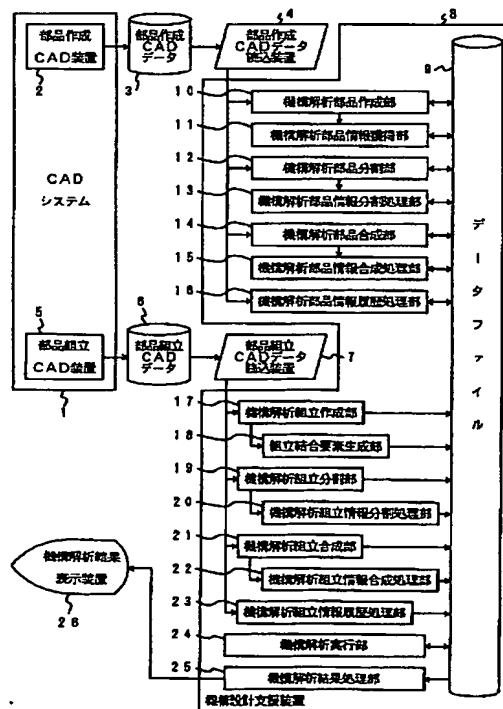 部品作成
CAD装置
2
部品作成
CAD
データ
3
部品作成
CADデータ
読込装置
4
8
9
データファイル
CAD
システム
10
機構解析部品作成部
11
機構解析部品情報獲得部
12
機構解析部品分割部
13
機構解析部品情報分割処理部
14
機構解析部品合成部
15
機構解析部品情報合成処理部
16
機構解析部品情報履歴処理部
5
部品組立
CAD装置
1
6
部品組立
CAD
データ
部品組立
CADデータ
読込装置
7
17
機構解析組立作成部
18
組立結合要素生成部
19
機構解析組立分割部
20
機構解析組立情報分割処理部
21
機構解析組立合成部
22
機構解析組立情報合成処理部
23
機構解析組立情報履歴処理部
24
機構解析実行部
25
機構解析結果処理部
機構解析結果
表示装置
26
機構設計支援装置